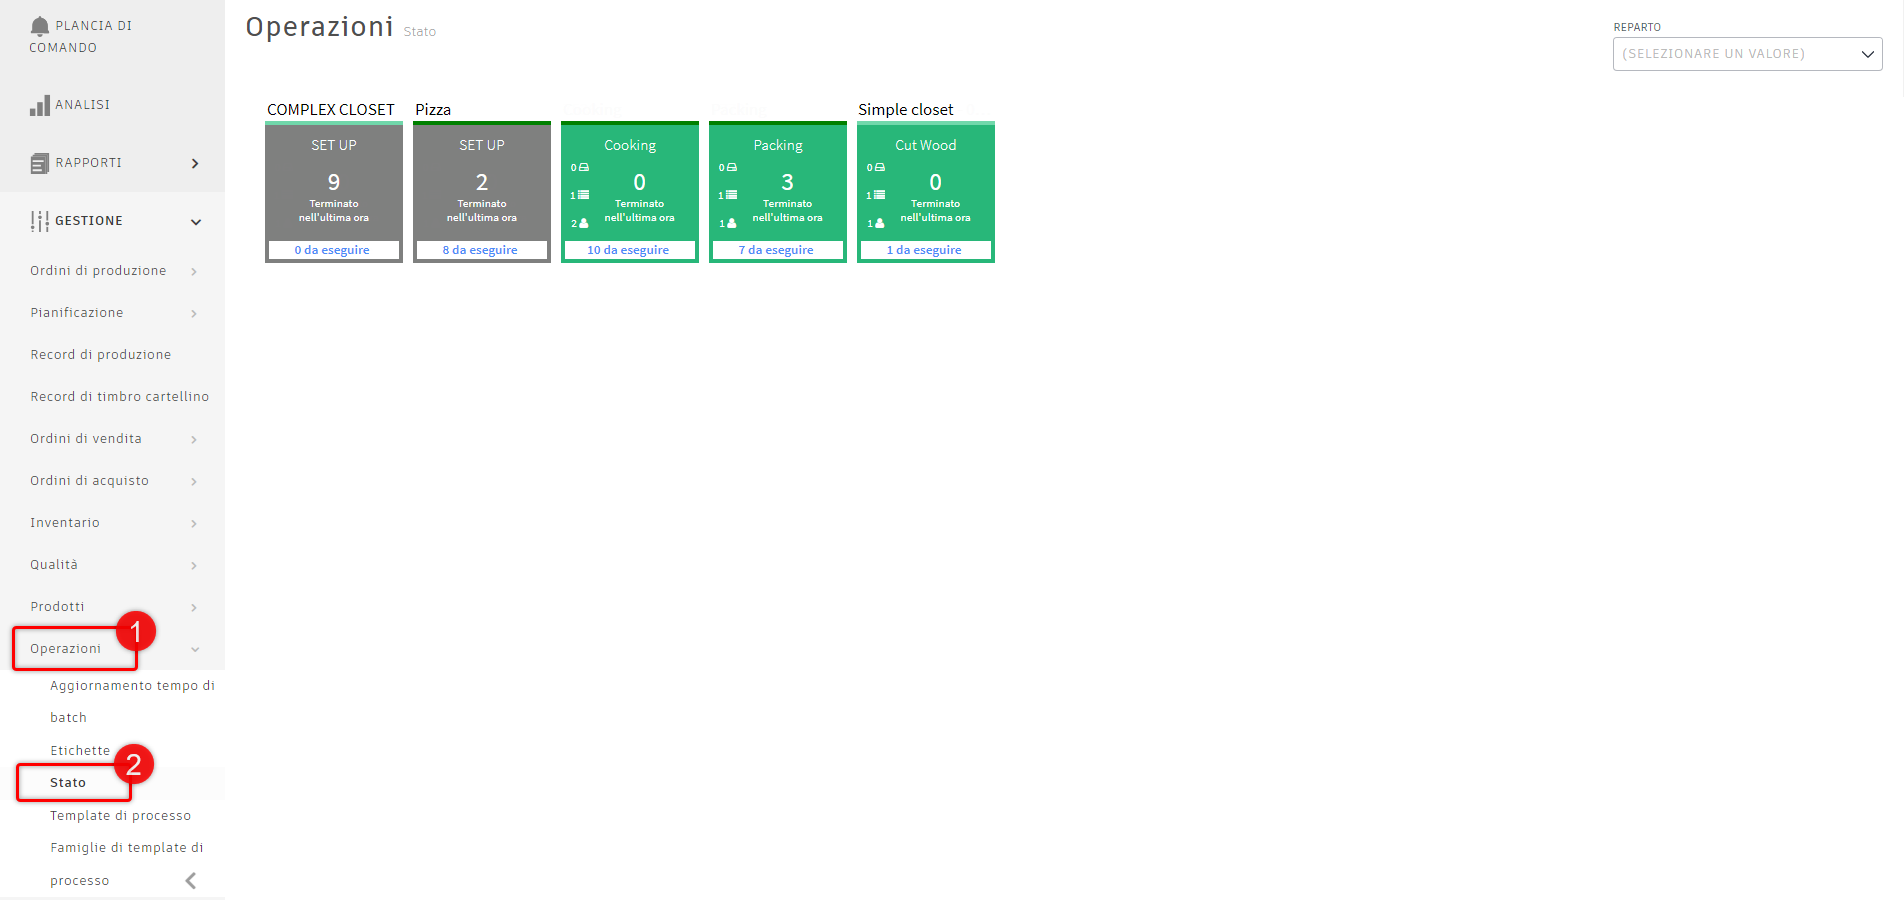 PLANCIA DI
COMANDO
ANALISI
RAPPORTI
GESTIONE
Ordini di produzione
Pianificazione
Record di produzione
Record di timbro cartellino
Ordini di vendita
Ordini di acquisto
Inventario
Qualità
Prodotti
1
Operazioni
Aggiornamento tempo di
batch
Etichette
2
Stato
Template di processo
Famiglie di template di
processo
Operazioni Stato
REPARTO
(SELEZIONARE UN VALORE)
COMPLEX CLOSET
SET UP
9
Terminato
nell'ultima ora
0 da eseguire
Pizza
SET UP
2
Terminato
nell'ultima ora
8 da eseguire
Cooking
0
1
2
0
Terminato
nell'ultima ora
10 da eseguire
Packing
0
1
1
3
Terminato
nell'ultima ora
7 da eseguire
Simple closet
Cut Wood
0
1
1
0
Terminato
nell'ultima ora
1 da eseguire